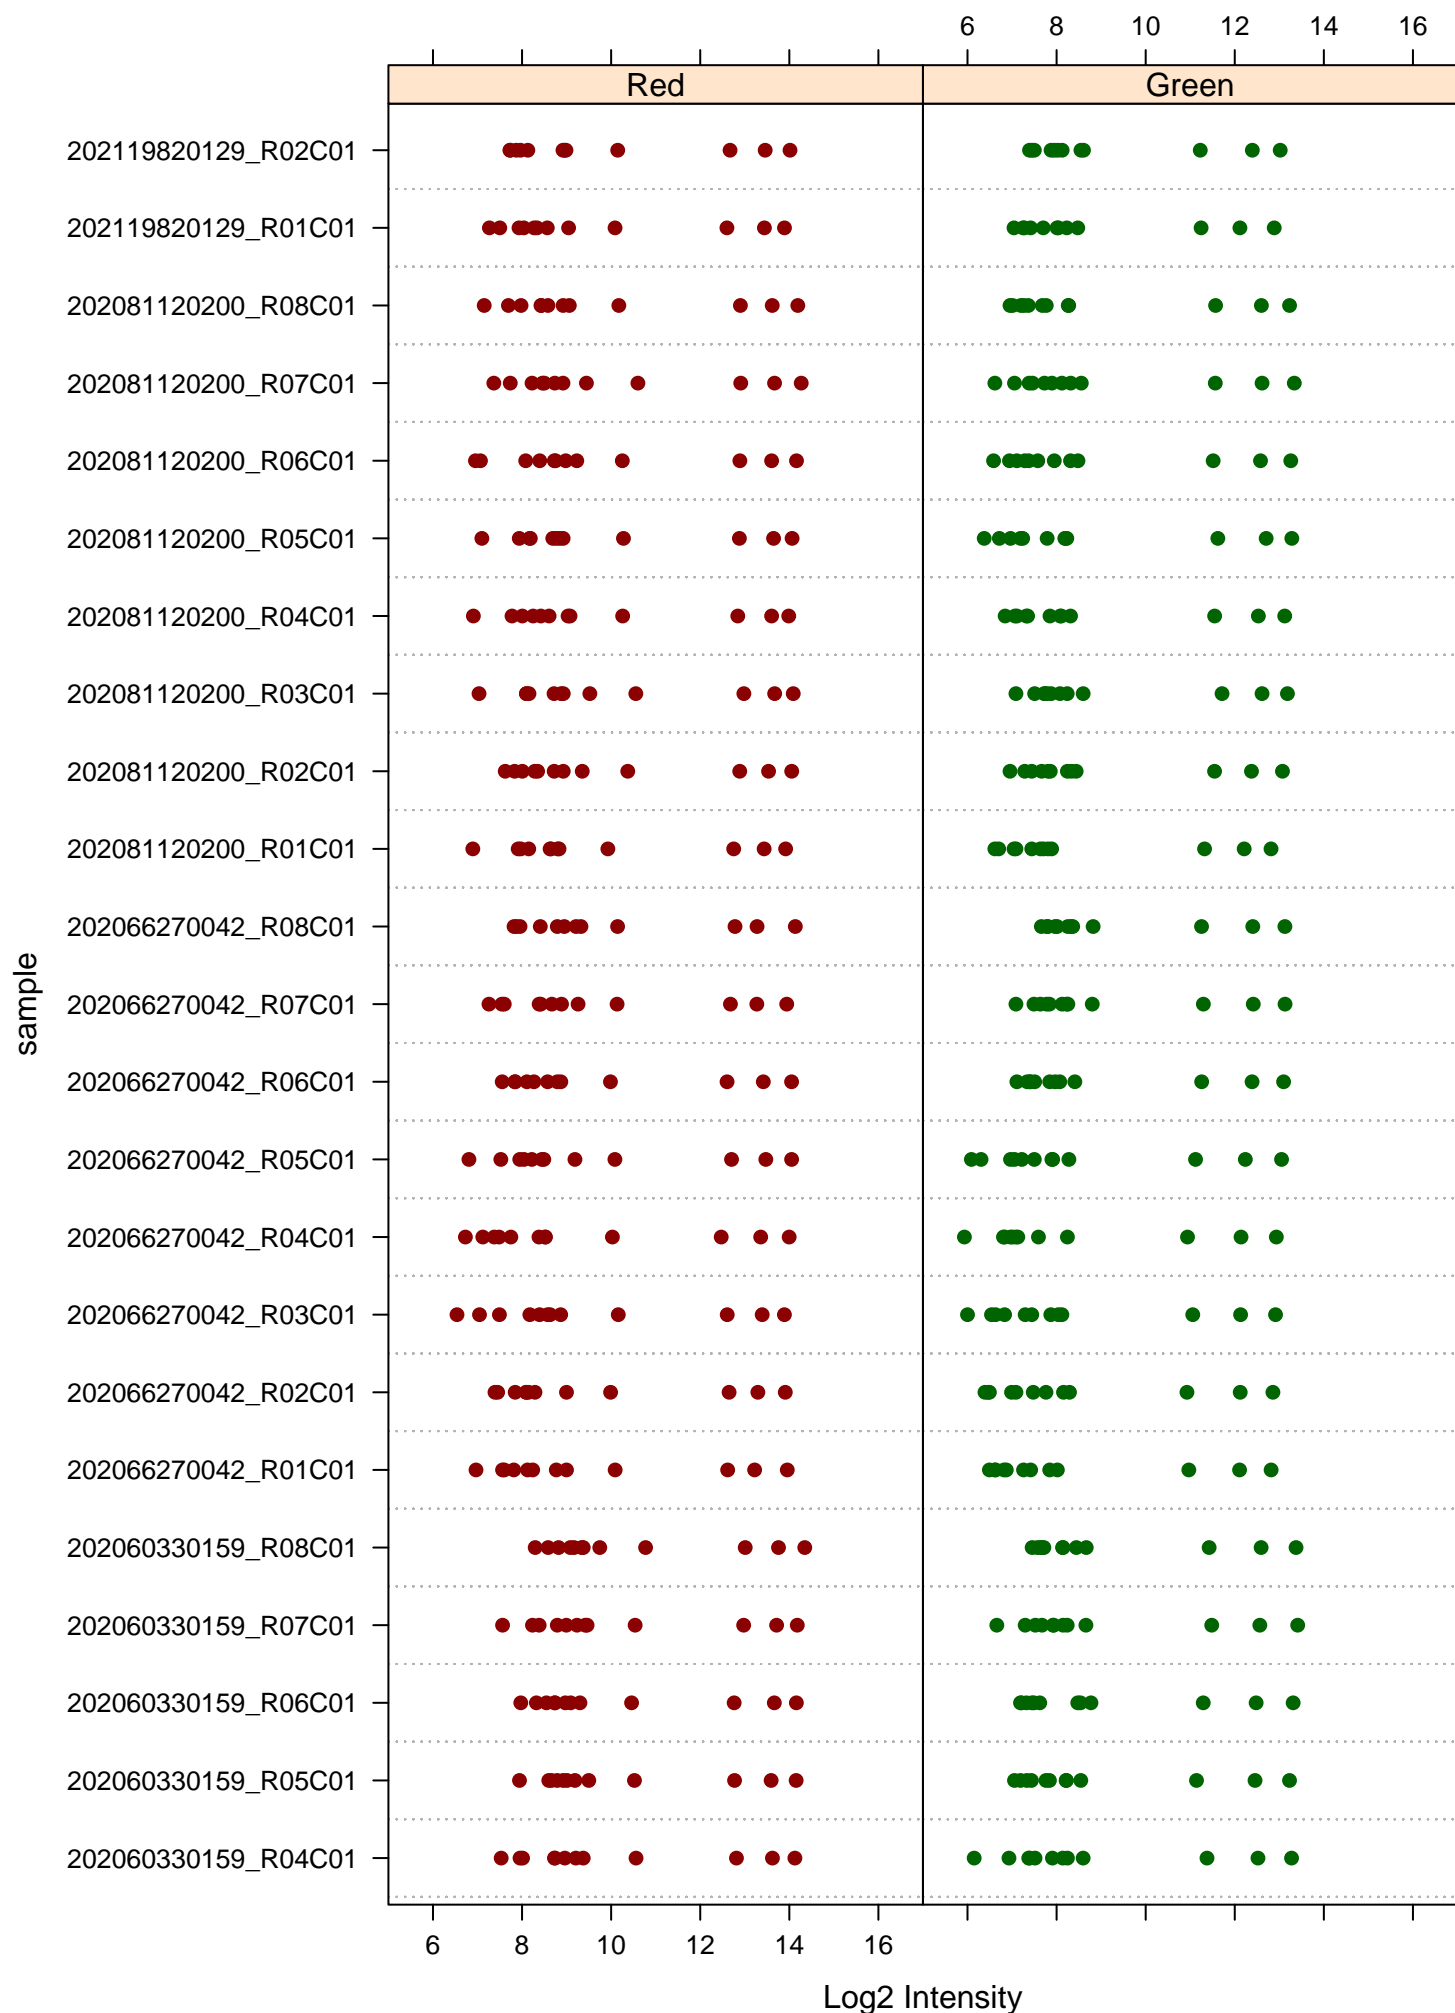 6 8 10 12 14 16
Red Green
202119820129_R02C01
202119820129_R01C01
202081120200_R08C01
202081120200_R07C01
202081120200_R06C01
202081120200_R05C01
202081120200_R04C01
202081120200_R03C01
202081120200_R02C01
202081120200_R01C01
202066270042_R08C01
202066270042_R07C01
202066270042_R06C01
202066270042_R05C01
202066270042_R04C01
202066270042_R03C01
202066270042_R02C01
202066270042_R01C01
202060330159_R08C01
202060330159_R07C01
202060330159_R06C01
202060330159_R05C01
202060330159_R04C01
sample
6 8 10 12 14 16
Log2 Intensity